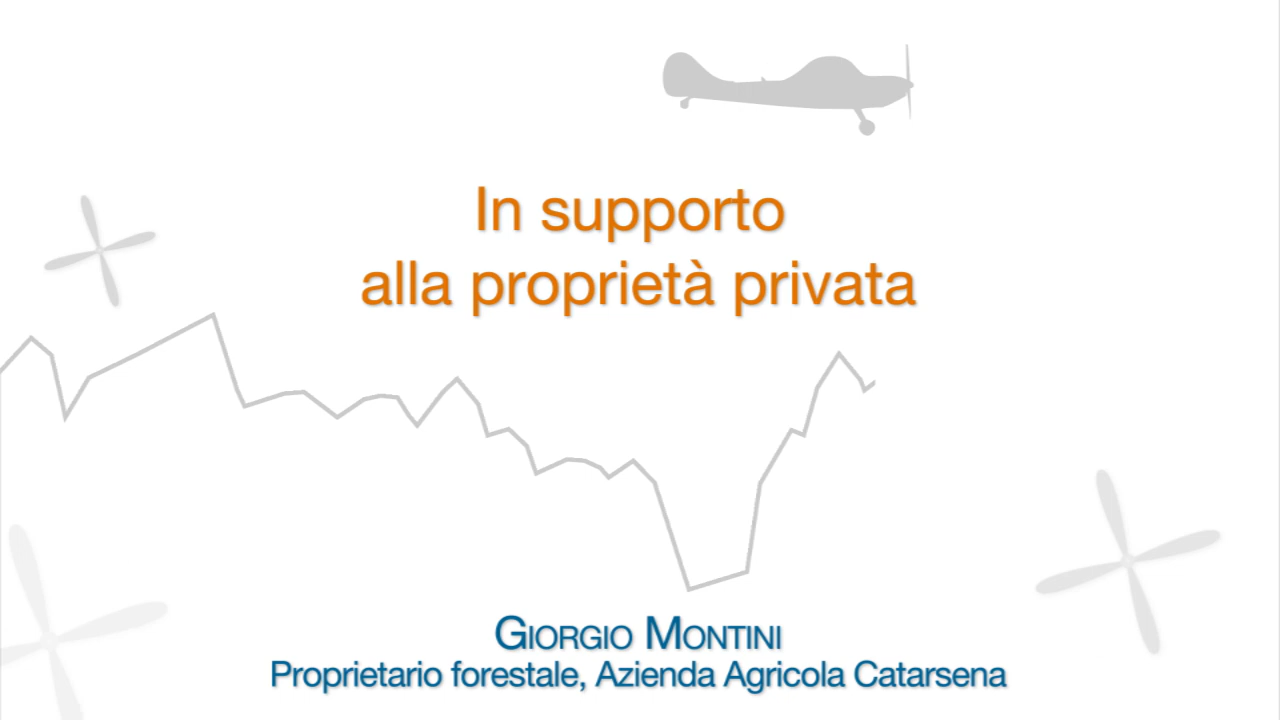 In supporto
alla proprietà privata
Giorgio Montini
Proprietario forestale, Azienda Agricola Catarsena